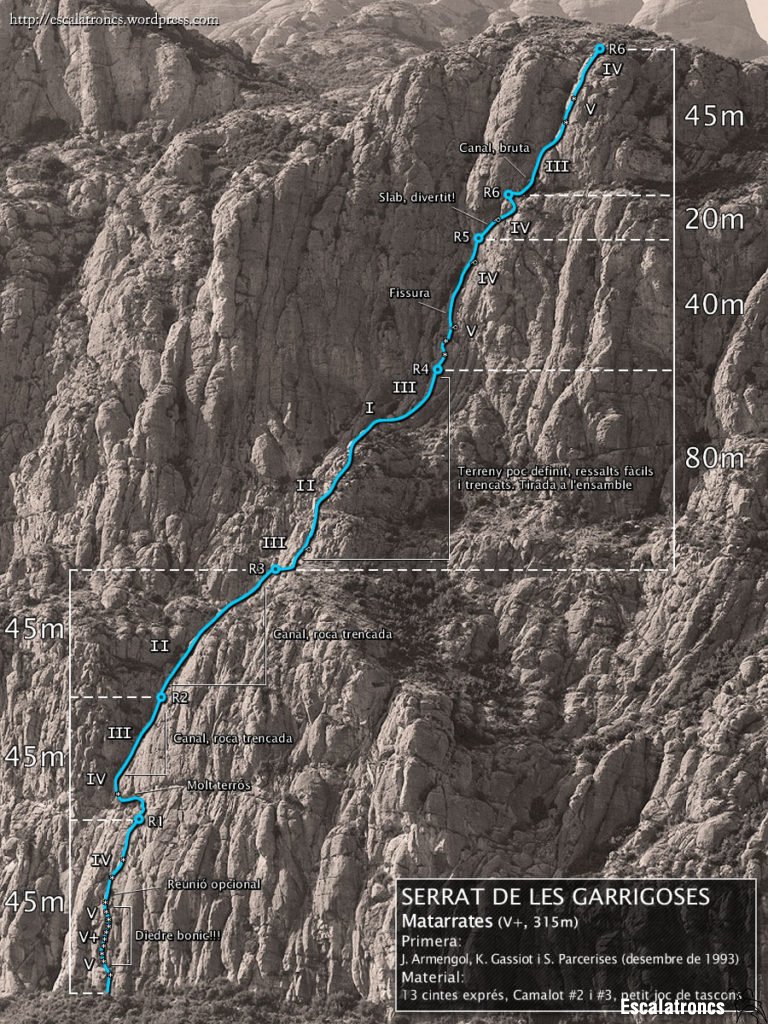 http://escalatroncs.wordpress.com
R6
IV
45m
V
Canal, bruta
III
R6
Slab, divertit!
20m
IV
R5
IV
Fissura
40m
V
R4
III
I
80m
Terreny poc definit, ressalts fàcils
i trencats. Tirada a l'ensamble
II
III
R3
45m
Canal, roca trencada
II
R2
III
Canal, roca trencada
45m
IV
Molt terrós
R1
IV
Reunió opcional
45m
V
V+
Diedre bonic!!!
V
SERRAT DE LES GARRIGOSES
Matarrates (V+, 315m)
Primera:
J. Armengol, K. Gassiot i S. Parcerises (desembre de 1993)
Material:
13 cintes exprés, Camalot #2 i #3, petit joc de tascons
Escalatroncs